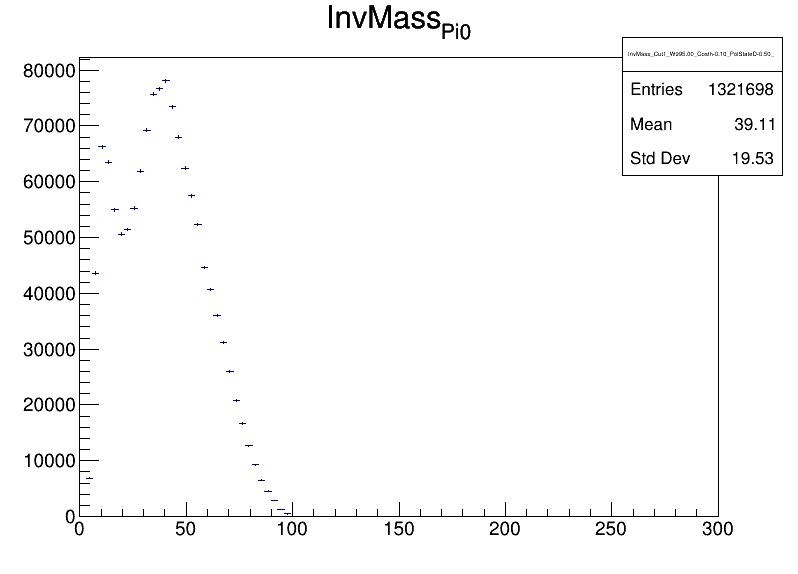 InvMass_Pi0
InvMass_Cut1_W995.00_Costh-0.10_PolStateD-0.50_
Entries 1321698
Mean 39.11
Std Dev 19.53
80000
70000
60000
50000
40000
30000
20000
10000
0
0 50 100 150 200 250 300